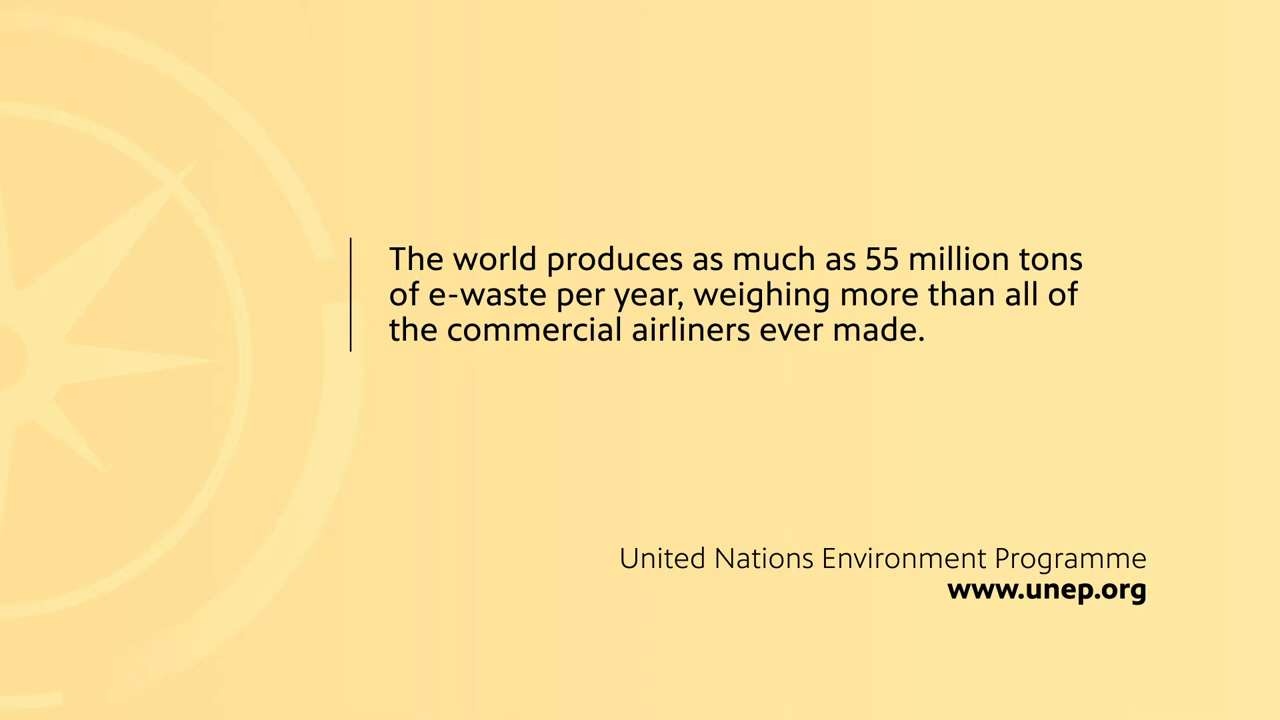 The world produces as much as 55 million tons
of e-waste per year, weighing more than all of
the commercial airliners ever made.
United Nations Environment Programme
www.unep.org